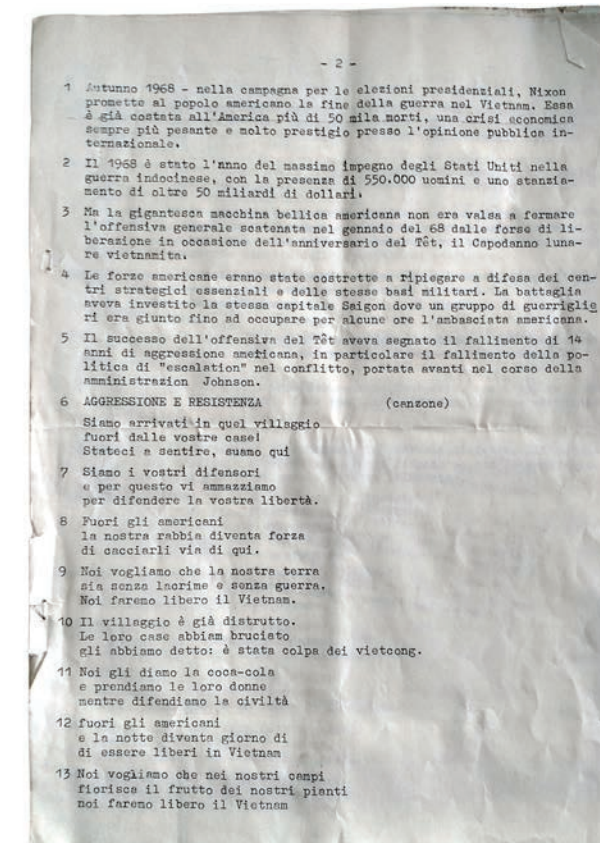 - 2 -
1 Autunno 1968 - nella campagna per le elezioni presidenziali, Nixon
promette al popolo americano la fine della guerra nel Vietnam. Essa
è già costata all'America più di 50 mila morti, una crisi economica
sempre più pesante e molto prestigio presso l'opinione pubblica in-
ternazionale.
2 Il 1968 è stato l'anno del massimo impegno degli Stati Uniti nella
guerra indocinese, con la presenza di 550.000 uomini e uno stanzia-
mento di oltre 50 miliardi di dollari.
3 Ma la gigantesca macchina bellica americana non era valsa a fermare
l'offensiva generale scatenata nel gennaio del 68 dalle forse di li-
berazione in occasione dell'anniversario del Têt, il Capodanno luna-
re vietnamita.
4 Le forze americane erano state costrette a ripiegare a difesa dei cen-
tri strategici essenziali e delle stesse basi militari. La battaglia
aveva investito la stessa capitale Saigon dove un gruppo di guerriglie
ri era giunto fino ad occupare per alcune ore l'ambasciata americana.
5 Il successo dell'offensiva del Têt aveva segnato il fallimento di 14
anni di aggressione americana, in particolare il fallimento della po-
litica di "escalation" nel conflitto, portata avanti nel corso della
amministrazion Johnson.
6 AGGRESSIONE E RESISTENZA (canzone)
Siamo arrivati in quel villaggio
fuori dalle vostre case!
Stateci a sentire, suamo qui
7 Siamo i vostri difensori
e per questo vi ammazziamo
per difendere la vostra libertà.
8 Fuori gli americani
la nostra rabbia diventa forza
di cacciarli via di qui.
9 Noi vogliamo che la nostra terra
sia senza lacrime e senza guerra.
Noi faremo libero il Vietnam.
10 Il villaggio è già distrutto.
Le loro case abbiam bruciato
gli abbiamo detto: è stata colpa dei vietcong.
11 Noi gli diamo la coca-cola
e prendiamo le loro donne
mentre difendiamo la civiltà
12 fuori gli americani
e la notte diventa giorno di
di essere liberi in Vietnam
13 Noi vogliamo che nei nostri campi
fiorisca il frutto dei nostri pianti
noi faremo libero il Vietnam